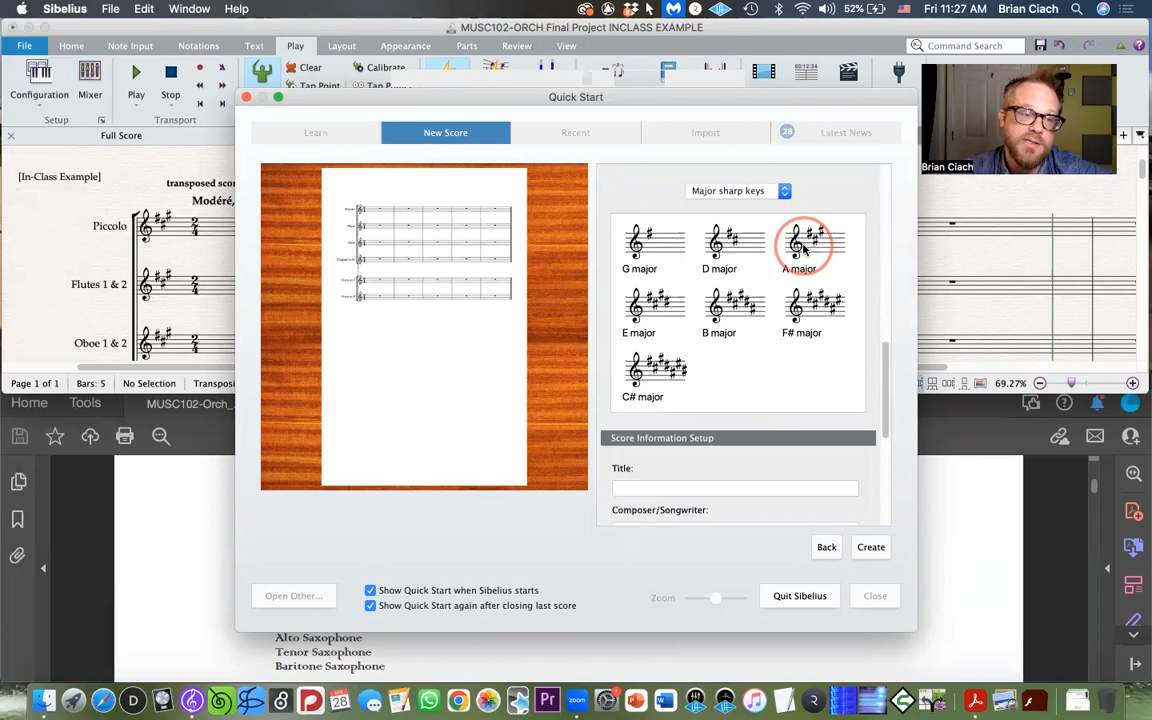 Sibelius File Edit View Window Help 52% Fri 11:27 AM Brian Ciach
MUSC102-ORCH Final Project INCLASS EXAMPLE
File Home Note Input Notations Text Play Layout Appearance Parts Review View Command Search
Clear Calibrate
Configuration Mixer Play Stop Tap Point
Setup Transport
Quick Start
Full Score
Learn New Score Recent Import 28 Latest News
[In-Class Example]
transposed scor
Modéré,
Piccolo
Flutes 1 & 2
Oboe 1 & 2
Brian Ciach
Major sharp keys
G major D major A major
E major B major F# major
C# major
Page 1 of 1 Bars: 5 No Selection Transposi 69.27%
Home Tools MUSC102-Orch_
Score Information Setup
Title:
Composer/Songwriter:
Back Create
Open Other... Show Quick Start when Sibelius starts
Show Quick Start again after closing last score
Zoom Quit Sibelius Close
Alto Saxophone
Tenor Saxophone
Baritone Saxophone